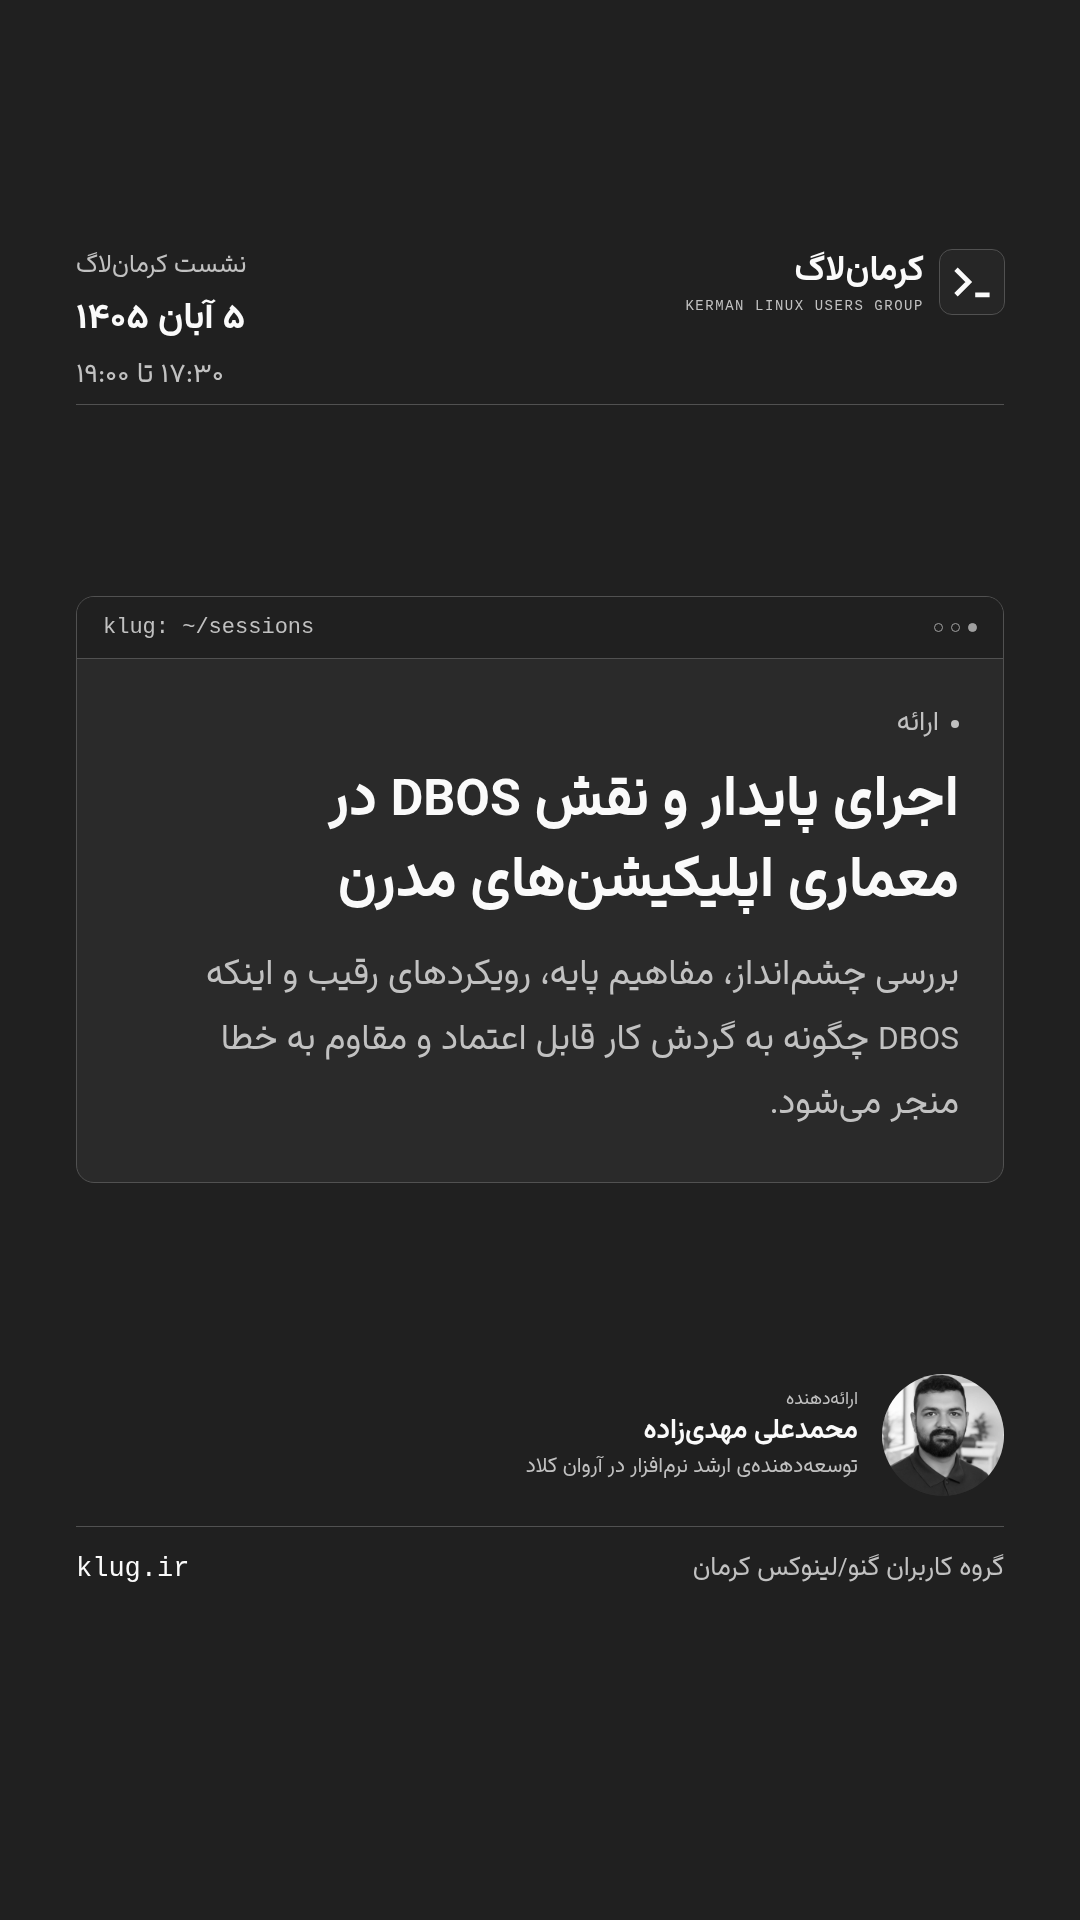 کرمان‌لاگ
KERMAN LINUX USERS GROUP
نشست کرمان‌لاگ
۵ آبان ۱۴۰۵
۱۷:۳۰ تا ۱۹:۰۰
klug: ~/sessions
• ارائه
اجرای پایدار و نقش DBOS در
معماری اپلیکیشن‌های مدرن
بررسی چشم‌انداز، مفاهیم پایه، رویکردهای رقیب و اینکه
DBOS چگونه به گردش کار قابل اعتماد و مقاوم به خطا
منجر می‌شود.
ارائه‌دهنده
محمدعلی مهدی‌زاده
توسعه‌دهنده‌ی ارشد نرم‌افزار در آروان کلاد
گروه کاربران گنو/لینوکس کرمان
klug.ir